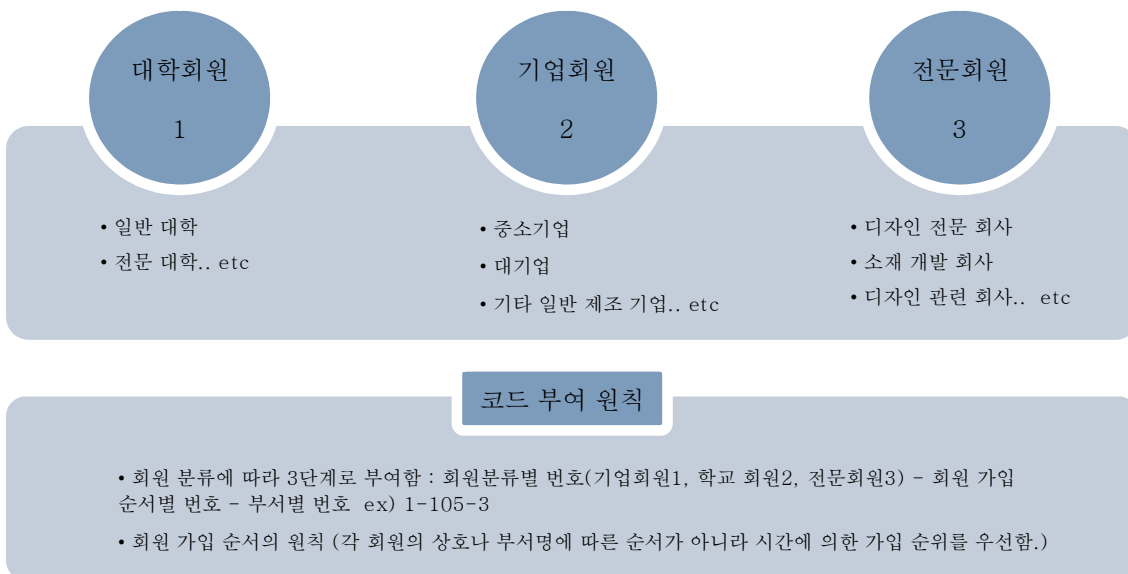 대학회원
1
기업회원
2
전문회원
3
• 일반 대학
• 전문 대학.. etc
• 중소기업
• 대기업
• 기타 일반 제조 기업.. etc
• 디자인 전문 회사
• 소재 개발 회사
• 디자인 관련 회사.. etc
코드 부여 원칙
• 회원 분류에 따라 3단계로 부여함 : 회원분류별 번호(기업회원1, 학교 회원2, 전문회원3) - 회원 가입
순서별 번호 - 부서별 번호 ex) 1-105-3
• 회원 가입 순서의 원칙 (각 회원의 상호나 부서명에 따른 순서가 아니라 시간에 의한 가입 순위를 우선함.)